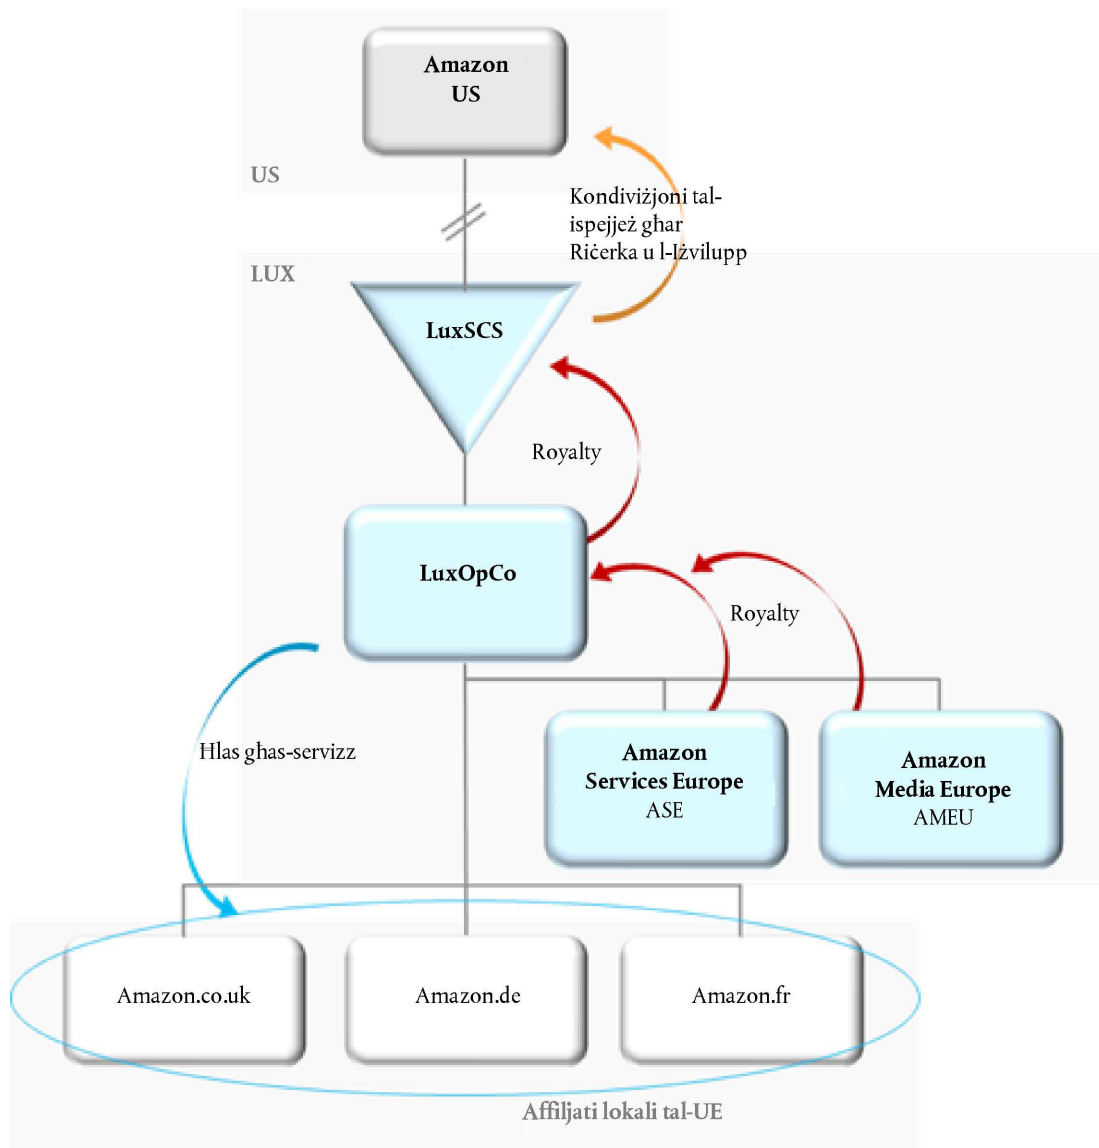 Amazon
US
US
Kondiviżjoni tal-
ispejjeż għar
Riċerka u l-Iżvilupp
LUX
LuxSCS
Royalty
LuxOpCo
Royalty
Ħlas għas-servizz
Amazon
Services Europe
ASE
Amazon
Media Europe
AMEU
Amazon.co.uk
Amazon.de
Amazon.fr
Affiljati lokali tal-UE